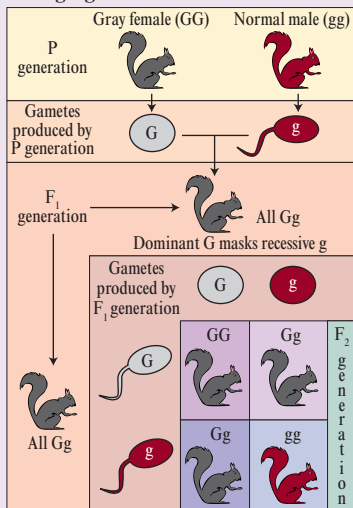 Gray female (GG)
Normal male (gg)
P
generation
Gametes
produced by
P generation
G
g
F1
generation
All Gg
Dominant G masks recessive g
Gametes
produced by
F1 generation
G
g
G
GG
Gg
F2
generation
All Gg
g
Gg
gg